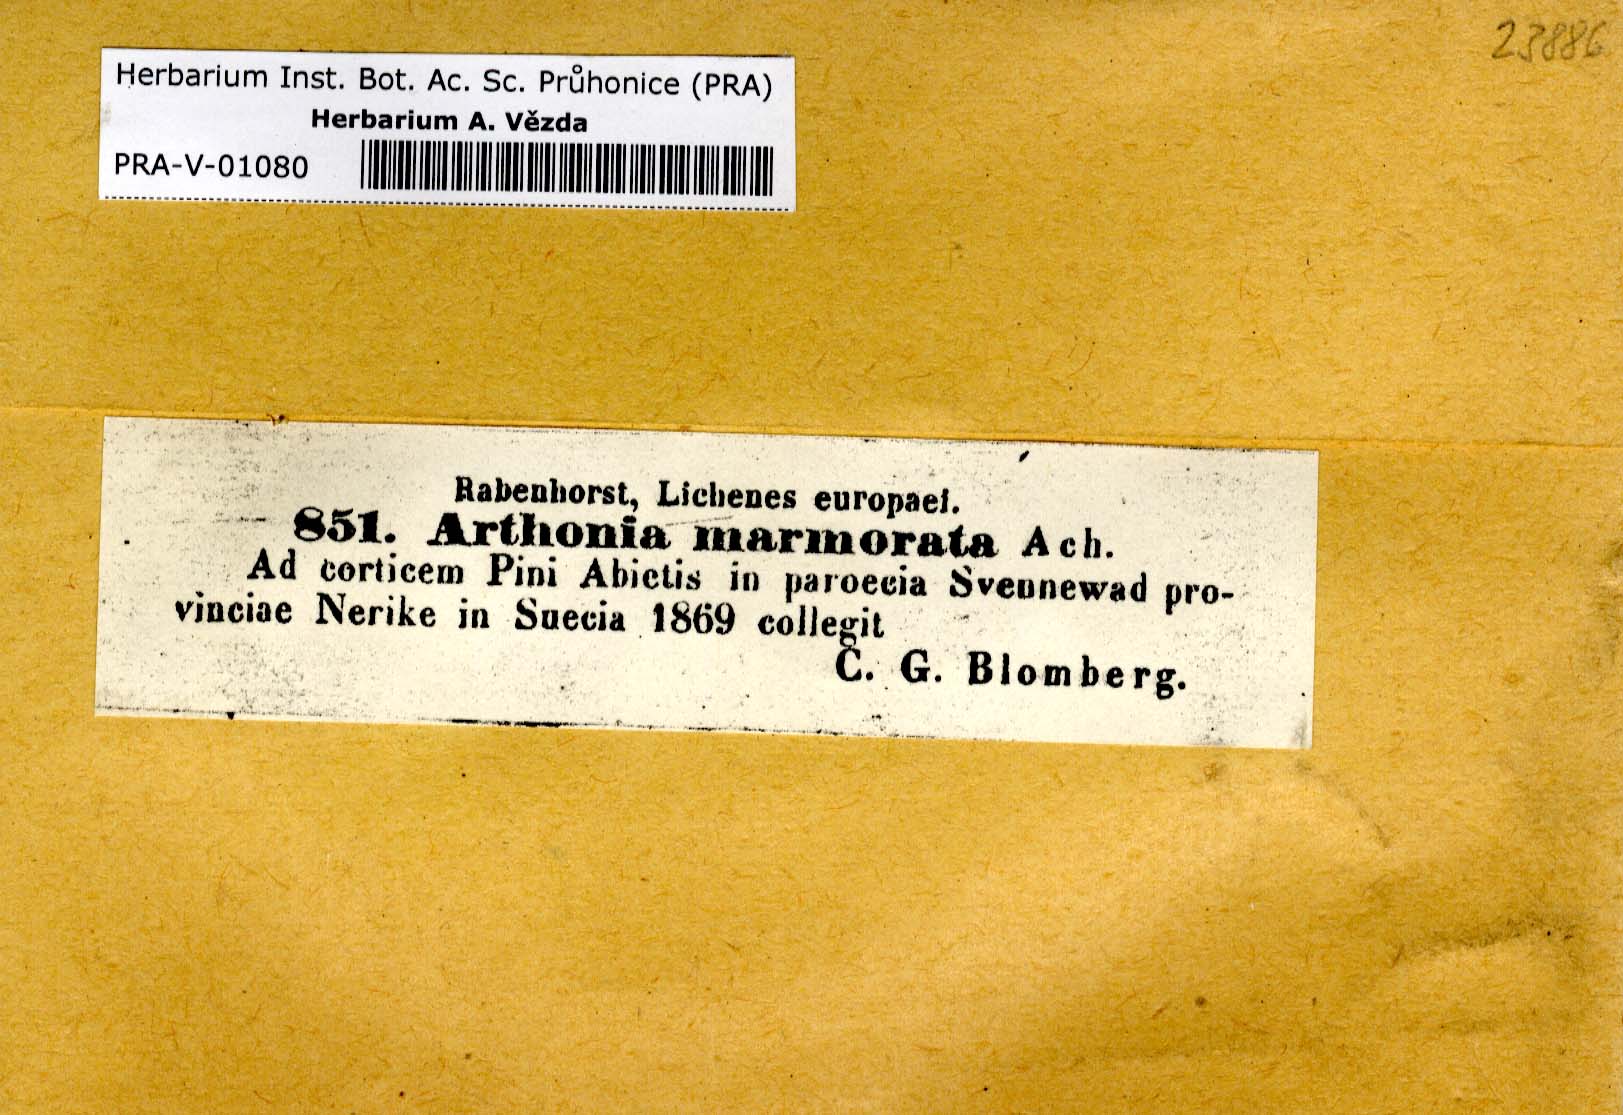 23886
Herbarium Inst. Bot. Ac. Sc. Průhonice (PRA)
Herbarium A. Vězda
PRA-V-01080
Rabenhorst, Lichenes europaei.
851. Arthonia marmorata Ach.
Ad corticem Pini Abietis in paroecia Svennewad pro-
vinciae Nerike in Suecia 1869 collegit
C. G. Blomberg.